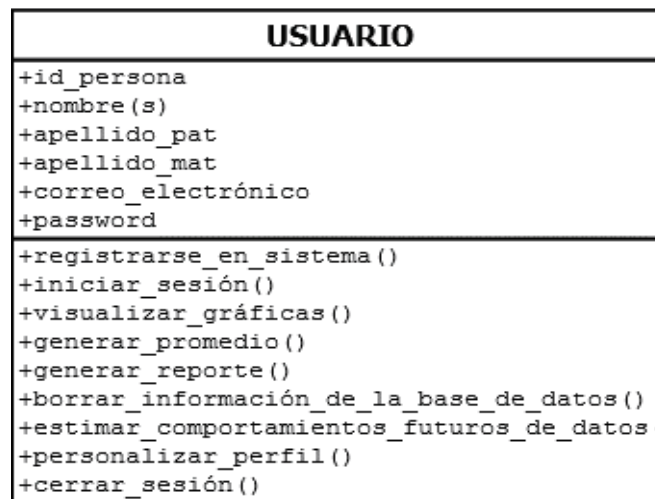 USUARIO
+id_persona
+nombre(s)
+apellido_pat
+apellido_mat
+correo_electrónico
+password
+registrarse_en_sistema()
+iniciar_sesión()
+visualizar_gráficas()
+generar_promedio()
+generar_reporte()
+borrar_información_de_la_base_de_datos()
+estimar_comportamientos_futuros_de_datos
+personalizar_perfil()
+cerrar_sesión()